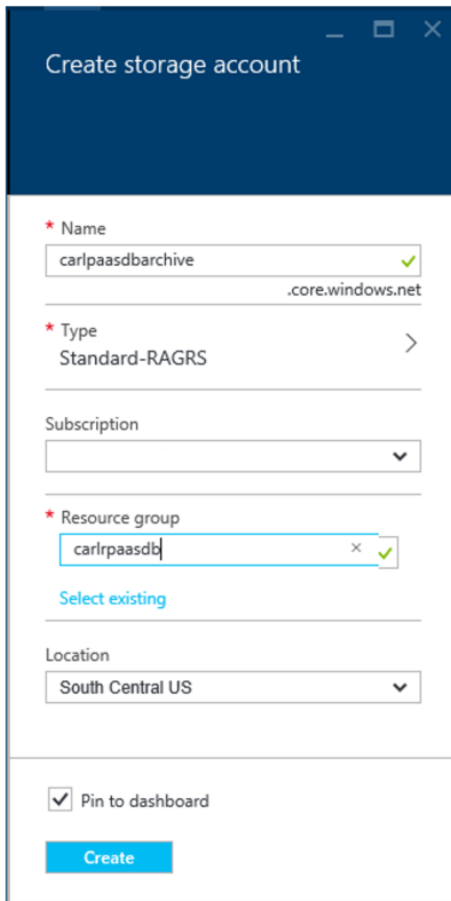 Create storage account
* Name
carlpaasdbarchive
.core.windows.net
* Type
Standard-RAGRS
Subscription
* Resource group
carlrpaasdb
Select existing
Location
South Central US
Pin to dashboard
Create